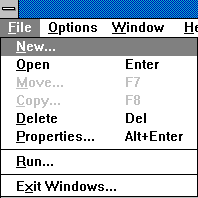 File Options Window He
New...
Open Enter
Move... F7
Copy... F8
Delete Del
Properties... Alt+Enter
Run...
Exit Windows...